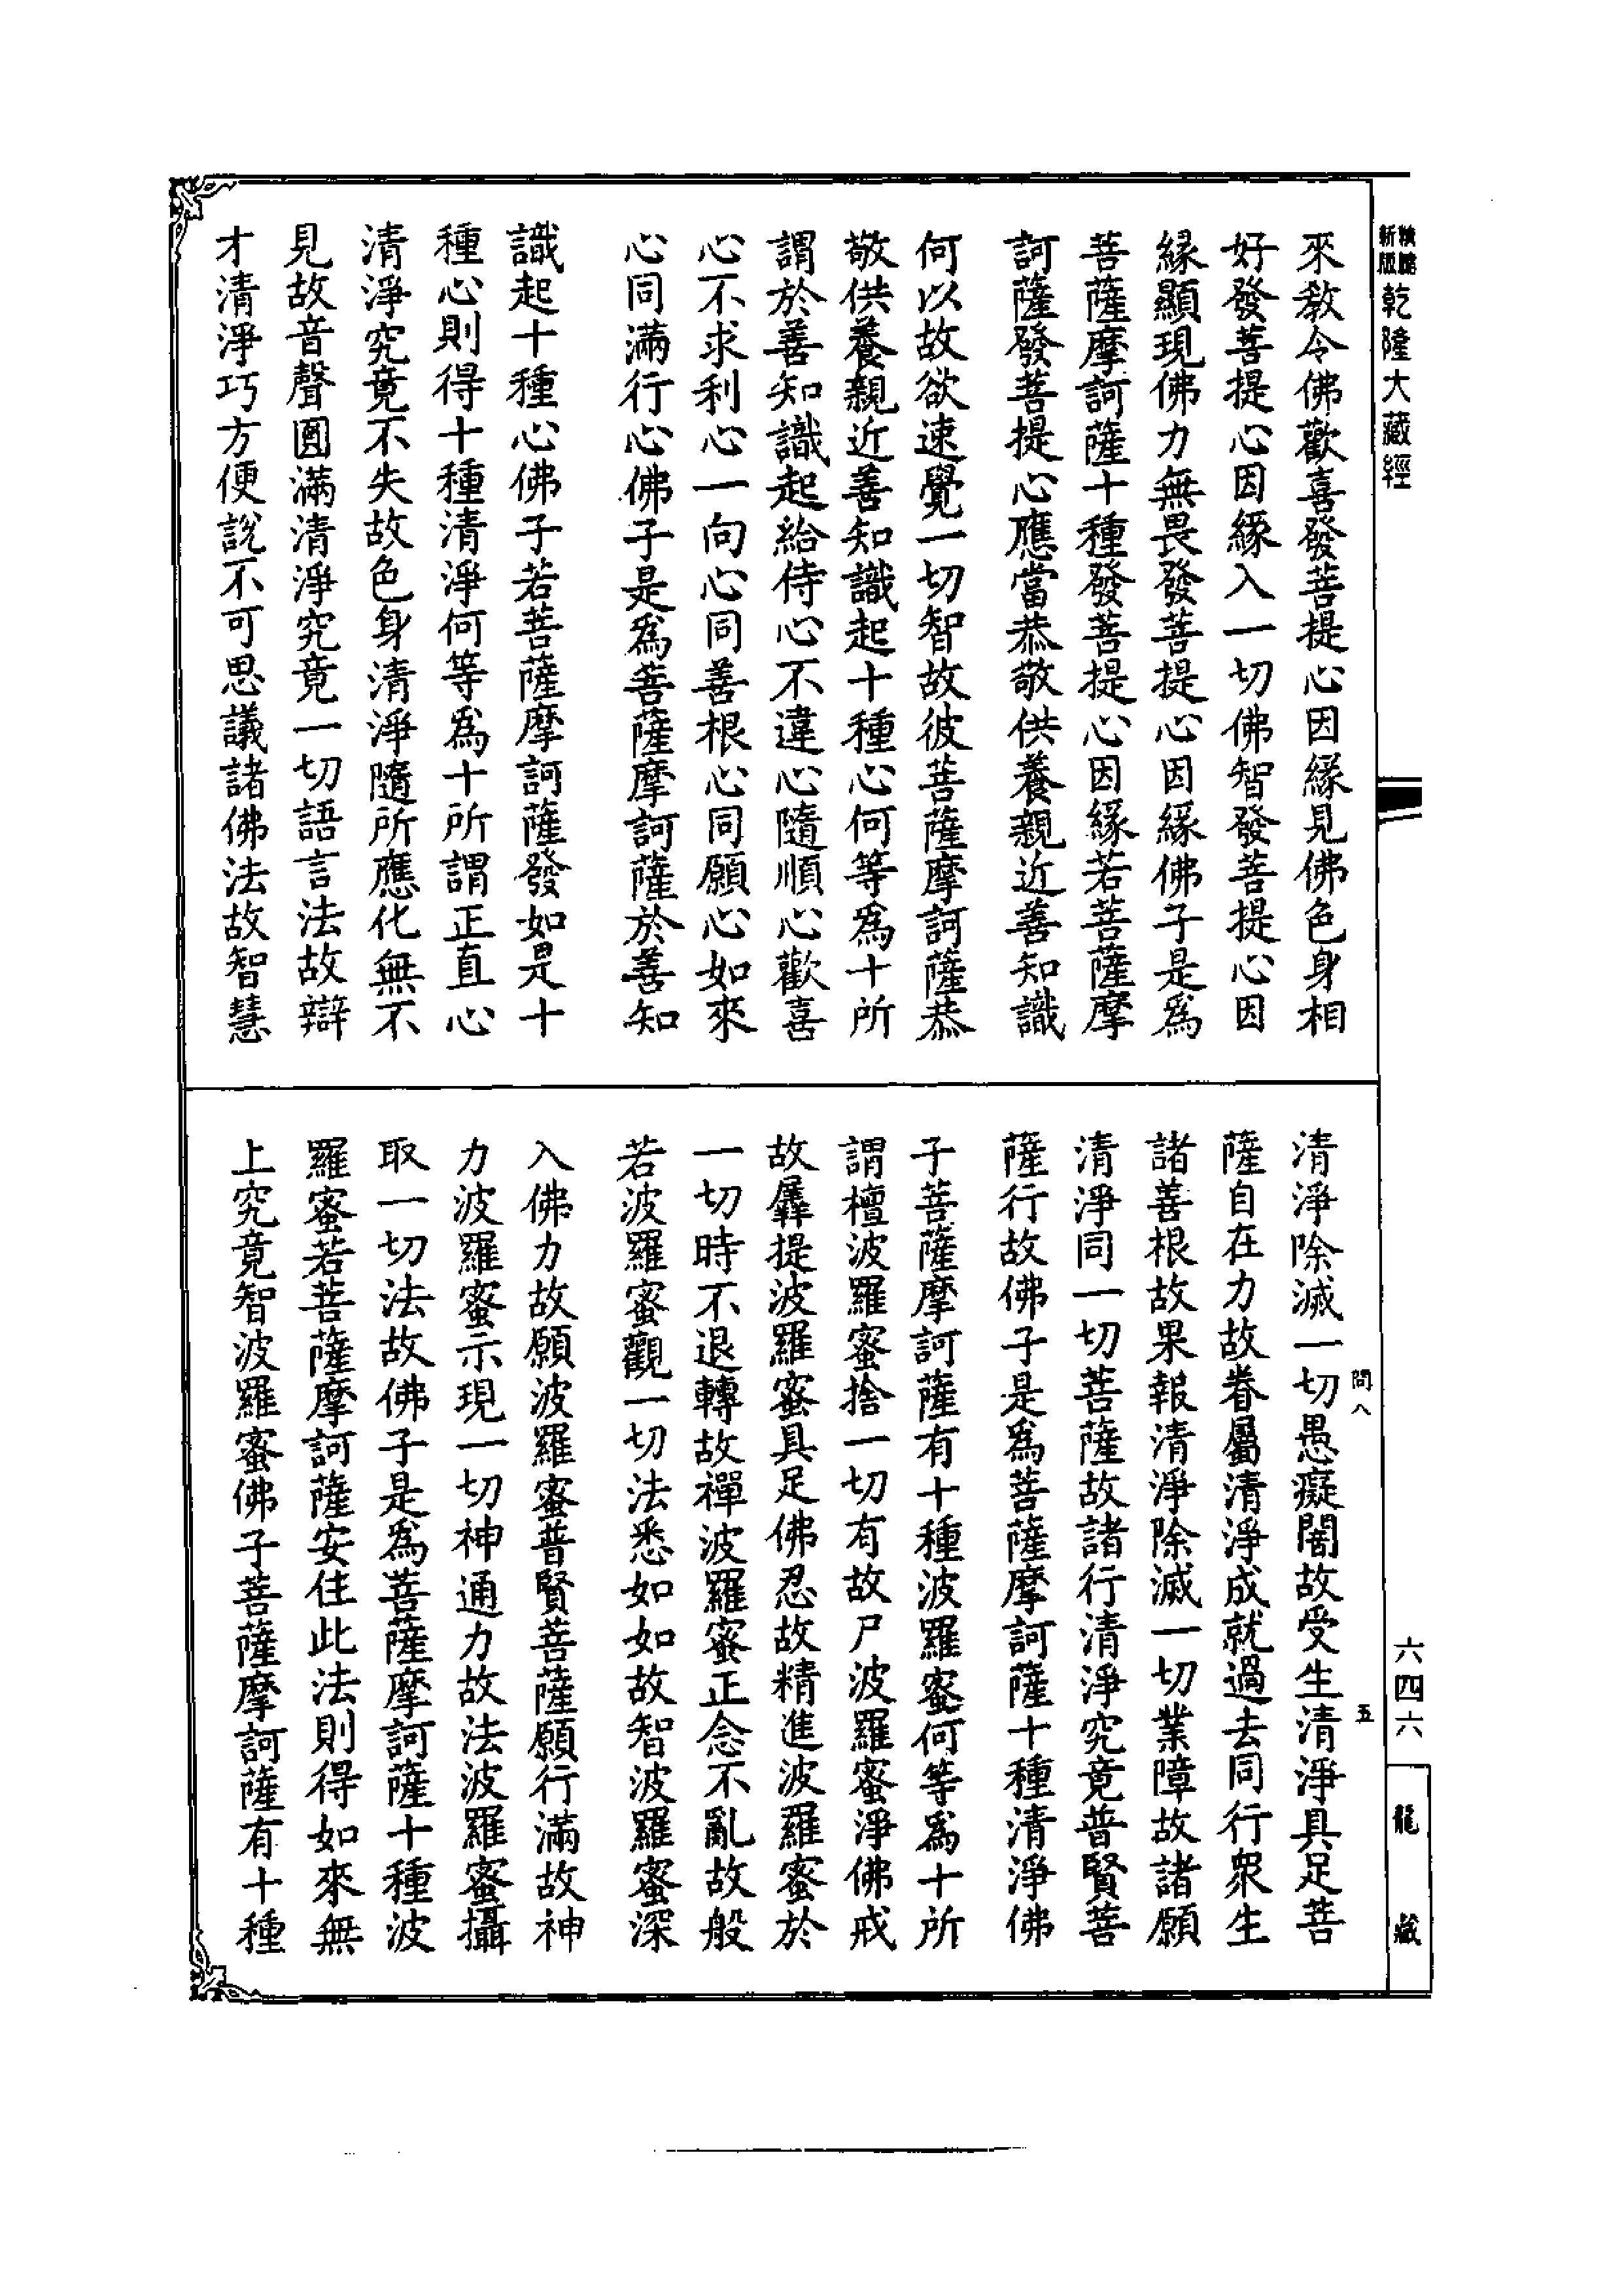 新版
乾隆大藏經
來教令佛歡喜發菩提心因緣見佛色身相
好發菩提心因緣入一切佛智發菩提心因
緣顯現佛力無畏發菩提心因緣佛子是爲
菩薩摩訶薩十種發菩提心因緣若菩薩摩
訶薩發菩提心應當恭敬供養親近善知識
何以故欲速覺一切智故彼菩薩摩訶薩恭
敬供養親近善知識起十種心何等爲十所
謂於善知識起給侍心不違心隨順心歡喜
心不求利心一向心同善根心同願心如來
心同滿行心佛子是爲菩薩摩訶薩於善知
識起十種心佛子若菩薩摩訶薩發如是十
種心則得十種清淨何等爲十所謂正直心
清淨究竟不失故色身清淨隨所應化無不
見故音聲圓滿清淨究竟一切語言法故辯
才清淨巧方便說不可思議諸佛法故智慧
清淨除滅一切愚癡闇故受生清淨具足菩
薩自在力故眷屬清淨成就過去同行衆生
諸善根故果報清淨除滅一切業障故諸願
清淨同一切菩薩故諸行清淨究竟普賢菩
薩行故佛子是爲菩薩摩訶薩十種清淨佛
子菩薩摩訶薩有十種波羅蜜何等爲十所
謂檀波羅蜜捨一切有故尸波羅蜜淨佛戒
故羼提波羅蜜具足佛忍故精進波羅蜜於
一切時不退轉故禪波羅蜜正念不亂故般
若波羅蜜觀一切法悉如如故智波羅蜜深
入佛力故願波羅蜜普賢菩薩願行滿故神
力波羅蜜示現一切神通力故法波羅蜜攝
取一切法故佛子是爲菩薩摩訶薩十種波
羅蜜若菩薩摩訶薩安住此法則得如來無
上究竟智波羅蜜佛子菩薩摩訶薩有十種
問八
五
六四六
龍藏